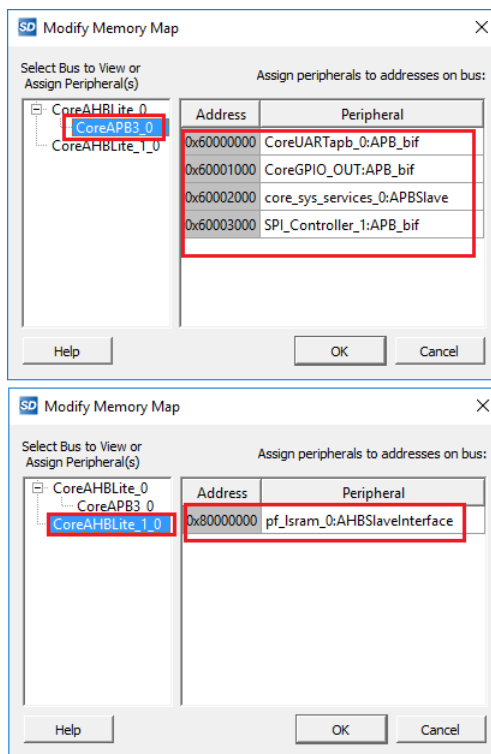 SD Modify Memory Map
Select Bus to View or
Assign Peripheral(s)
Assign peripherals to addresses on bus:
CoreAHBLite_0
CoreAPB3_0
CoreAHBLite_1_0
Address Peripheral
0x60000000 CoreUARTapb_0:APB_bif
0x60001000 CoreGPIO_OUT:APB_bif
0x60002000 core_sys_services_0:APBSlave
0x60003000 SPI_Controller_1:APB_bif
Help OK Cancel
SD Modify Memory Map
Select Bus to View or
Assign Peripheral(s)
Assign peripherals to addresses on bus:
CoreAHBLite_0
CoreAPB3_0
CoreAHBLite_1_0
Address Peripheral
0x80000000 pf_lsram_0:AHBSlaveInterface
Help OK Cancel